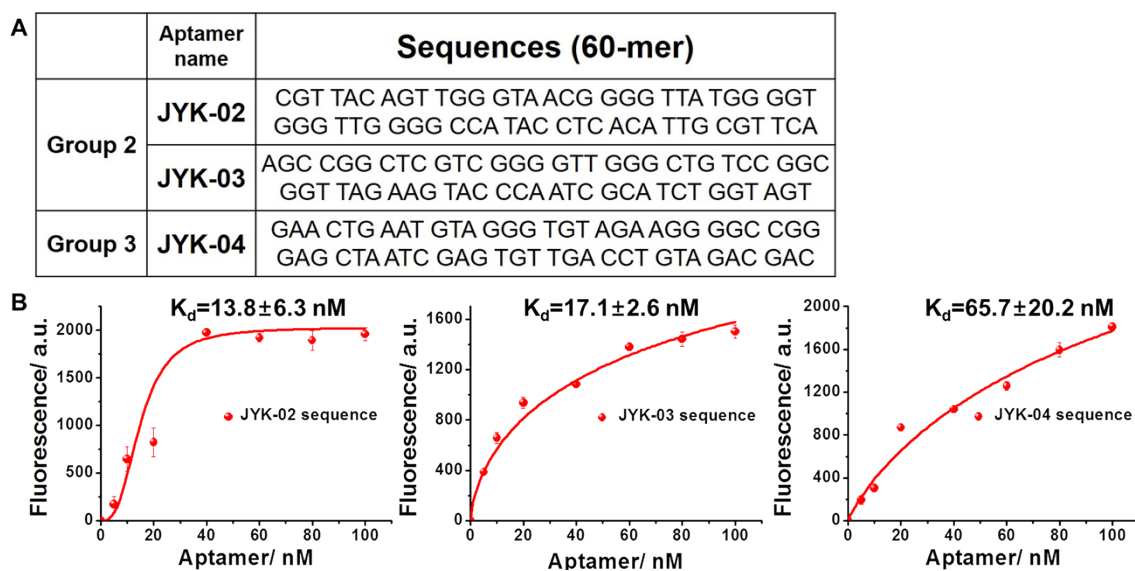 A
Aptamer name
Sequences (60-mer)
Group 2
JYK-02
CGT TAC AGT TGG GTA ACG GGG TTA TGG GGT
GGG TTG GGG CCA TAC CTC ACA TTG CGT TCA
JYK-03
AGC CGG CTC GTC GGG GTT GGG CTG TCC GGC
GGT TAG AAG TAC CCA ATC GCA TCT GGT AGT
Group 3
JYK-04
GAA CTG AAT GTA GGG TGT AGA AGG GGC CGG
GAG CTA ATC GAG TGT TGA CCT GTA GAC GAC
B
Kd=13.8±6.3 nM
Fluorescence/ a.u.
2000
1500
1000
500
0
JYK-02 sequence
0 20 40 60 80 100
Aptamer/ nM
Kd=17.1±2.6 nM
Fluorescence/ a.u.
1600
1200
800
400
0
JYK-03 sequence
0 20 40 60 80 100
Aptamer/ nM
Kd=65.7±20.2 nM
Fluorescence/ a.u.
2000
1600
1200
800
400
0
JYK-04 sequence
0 20 40 60 80 100
Aptamer/ nM